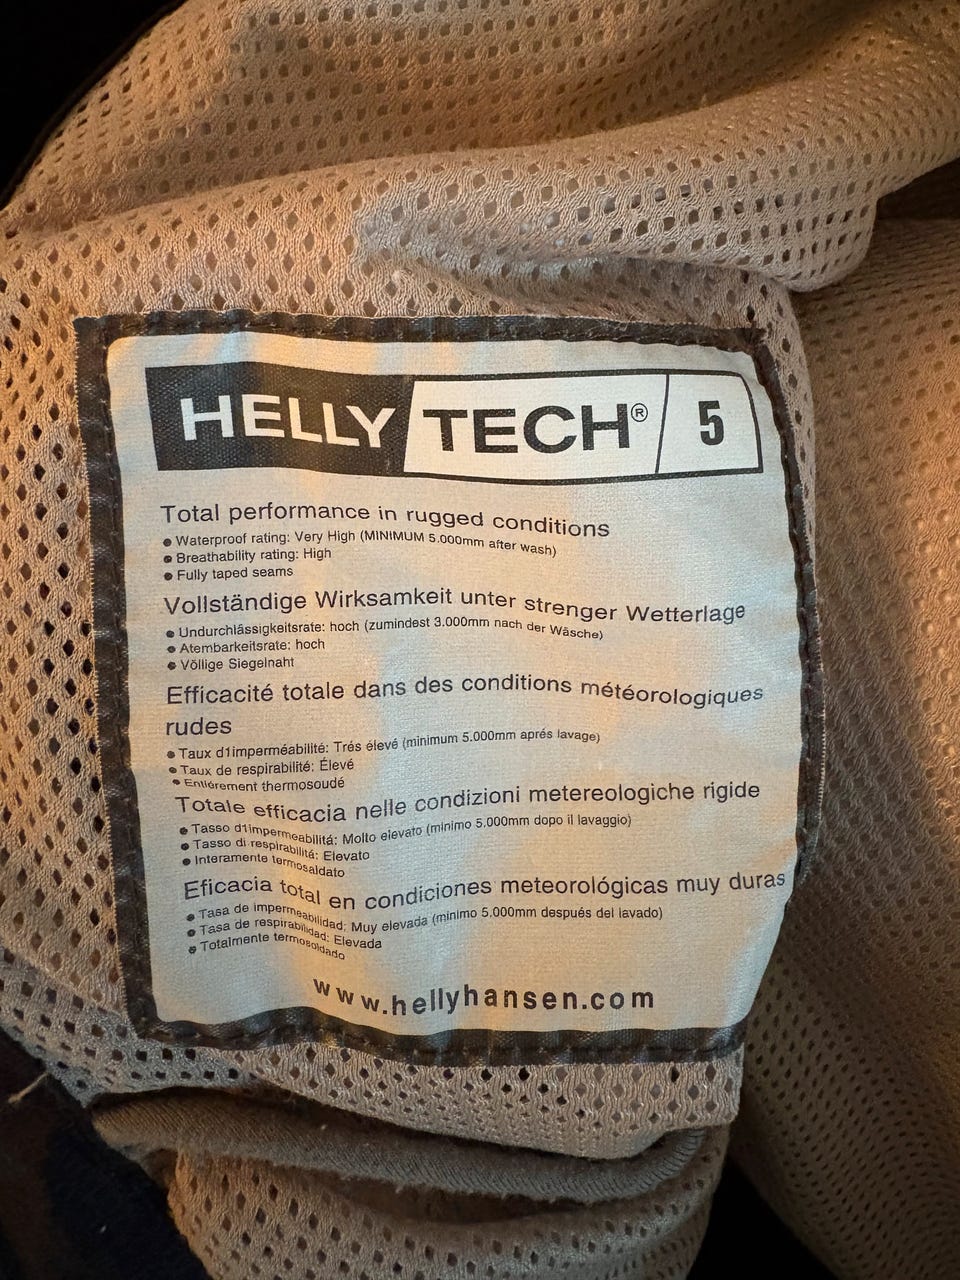 HELLY TECH® 5
Total performance in rugged conditions
• Waterproof rating: Very High (MINIMUM 5.000mm after wash)
• Breathability rating: High
• Fully taped seams
Vollständige Wirksamkeit unter strenger Wetterlage
• Undurchlässigkeitsrate: hoch (zumindest 3.000mm nach der Wäsche)
• Atembarkeitsrate: hoch
• Völlige Siegelnaht
Efficacité totale dans des conditions météorologiques
rudes
• Taux d1imperméabilité: Trés élevé (minimum 5.000mm aprés lavage)
• Taux de respirabilité: Élevé
• Entiérement thermosoudé
Totale efficacia nelle condizioni metereologiche rigide
• Tasso d1impermeabilitá: Molto elevato (minimo 5.000mm dopo il lavaggio)
• Tasso di respirabilitá: Elevato
• Interamente termosaldato
Eficacia total en condiciones meteorológicas muy duras
• Tasa de impermeabilidad: Muy elevada (minimo 5.000mm después del lavado)
• Tasa de respirabilidad: Elevada
• Totalmente termosoldado
www.hellyhansen.com